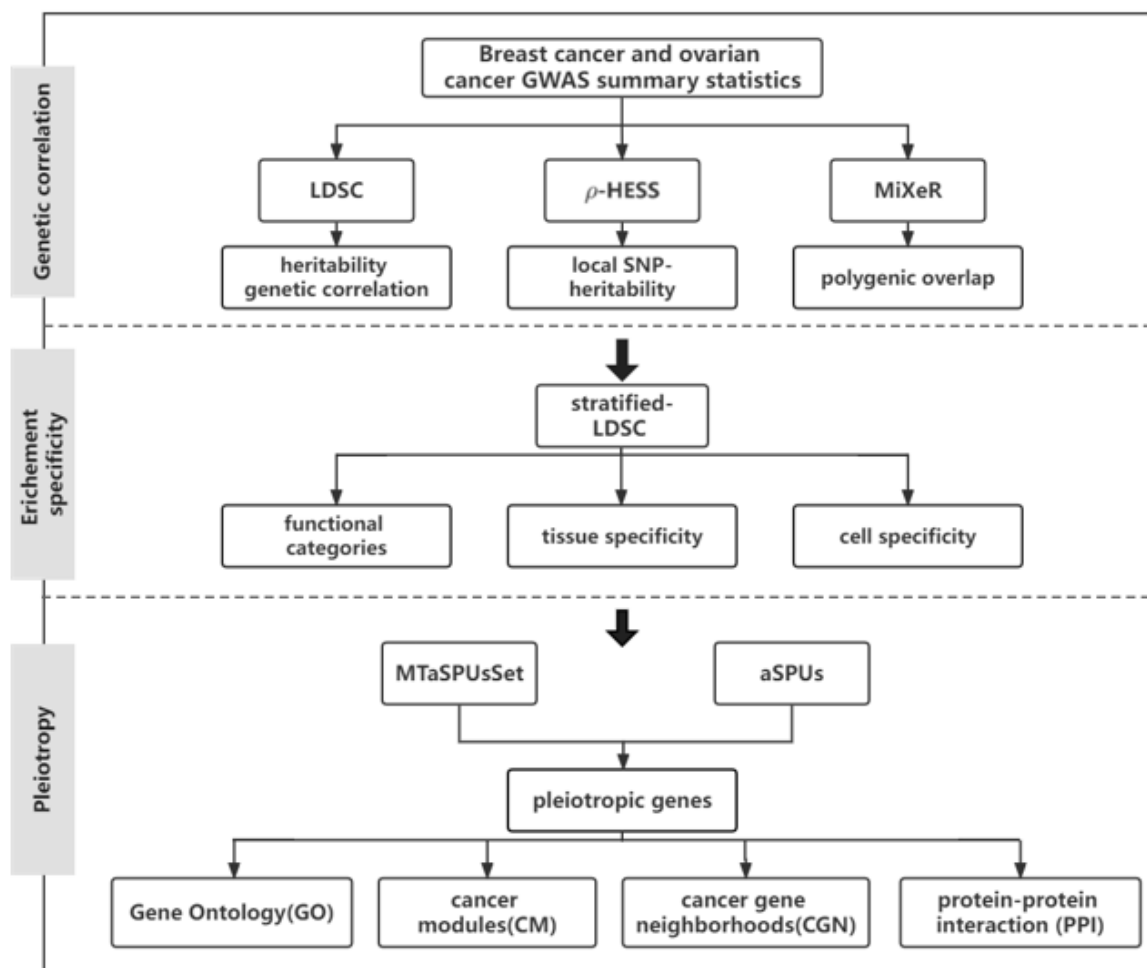 Genetic correlation
Breast cancer and ovarian
cancer GWAS summary statistics
LDSC
ρ-HESS
MiXeR
heritability
genetic correlation
local SNP-
heritability
polygenic overlap
Erichement
specificity
stratified-
LDSC
functional
categories
tissue specificity
cell specificity
Pleiotropy
MTaSPUsSet
aSPUs
pleiotropic genes
Gene Ontology(GO)
cancer
modules(CM)
cancer gene
neighborhoods(CGN)
protein-protein
interaction (PPI)